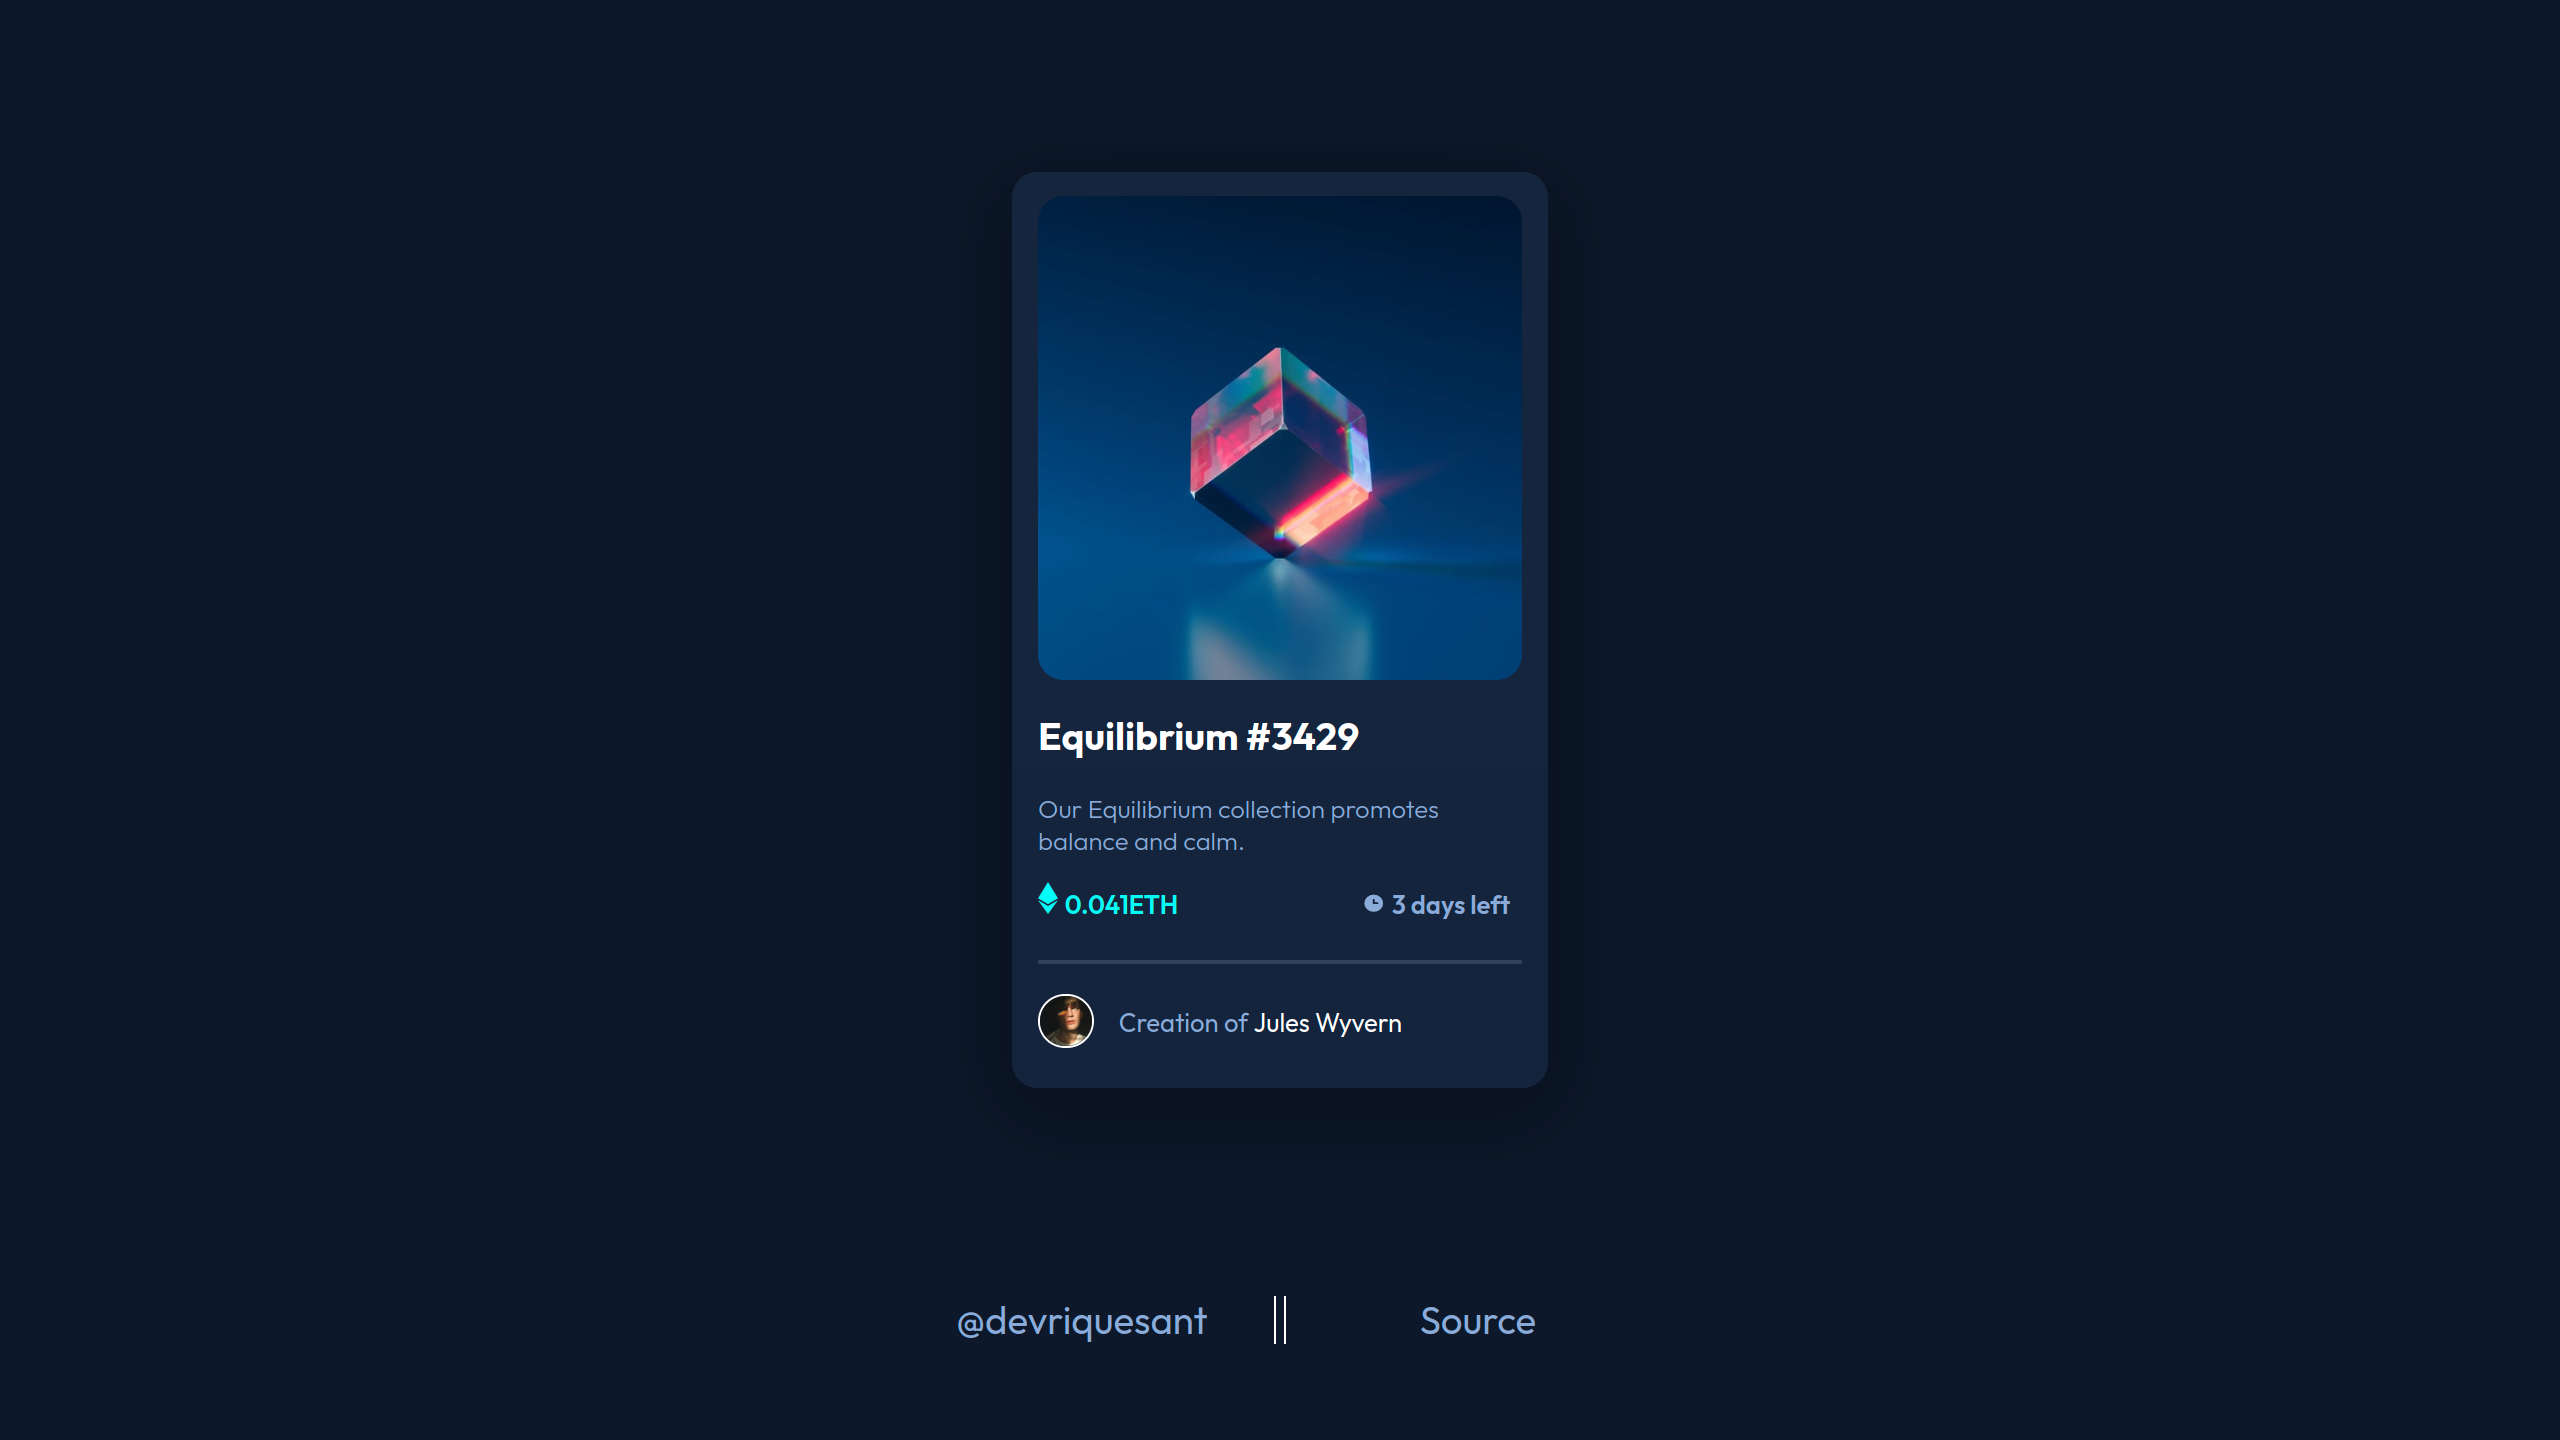 Equilibrium #3429
Our Equilibrium collection promotes
balance and calm.
0.041ETH
3 days left
Creation of Jules Wyvern
@devriquesant
Source